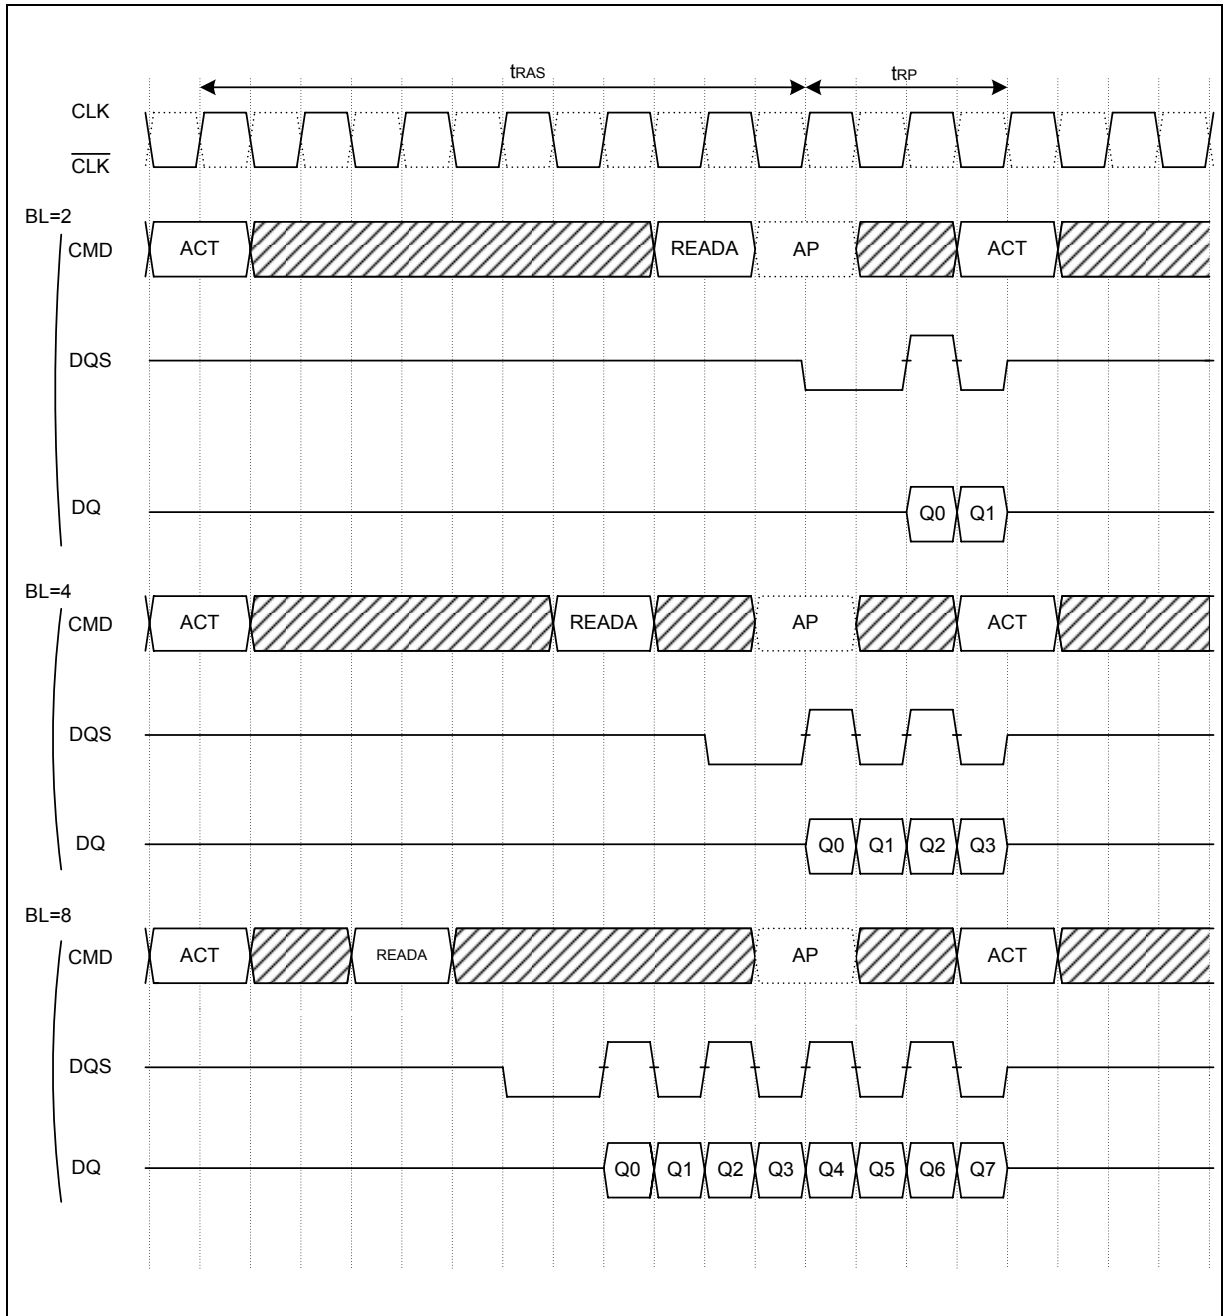 tRAS tRP
CLK
CLK
BL=2
CMD ACT READA AP ACT
DQS
DQ Q0 Q1
BL=4
CMD ACT READA AP ACT
DQS
DQ Q0 Q1 Q2 Q3
BL=8
CMD ACT READA AP ACT
DQS
DQ Q0 Q1 Q2 Q3 Q4 Q5 Q6 Q7